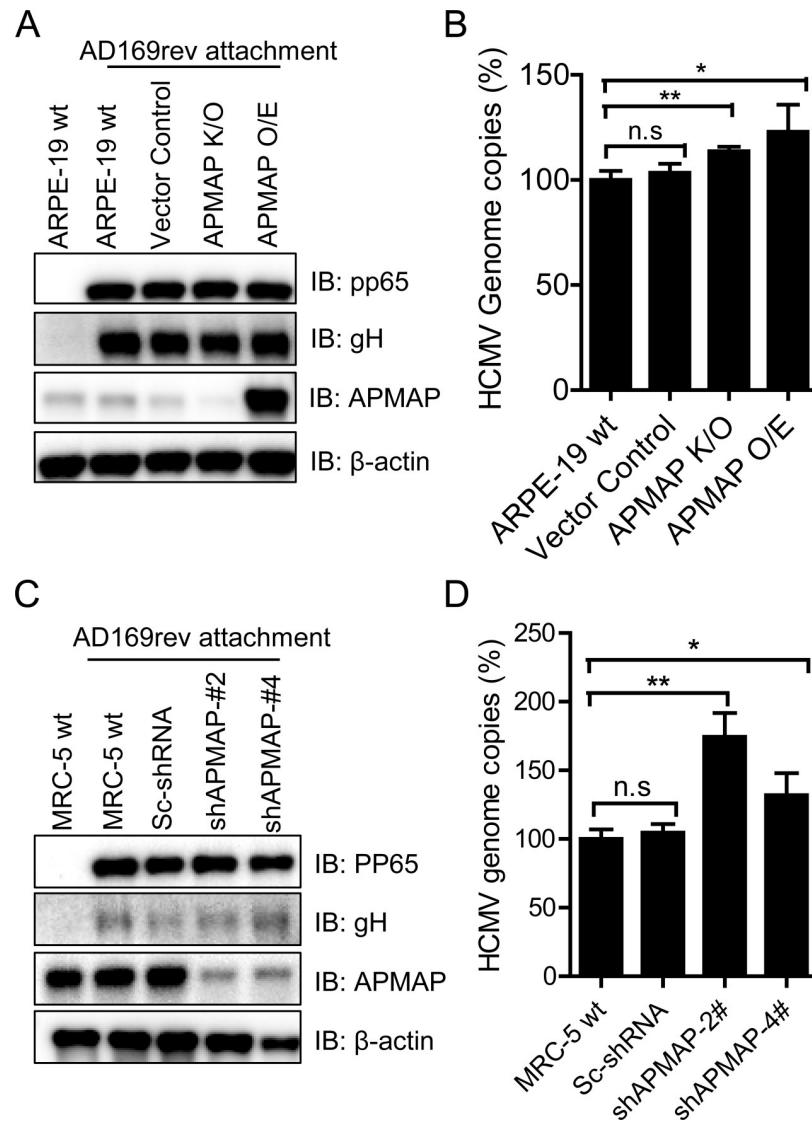 A
AD169rev attachment
ARPE-19 wt
ARPE-19 wt
Vector Control
APMAP K/O
APMAP O/E
IB: pp65
IB: gH
IB: APMAP
IB: β-actin
B
HCMV Genome copies (%)
150
100
50
0
*
**
n.s
ARPE-19 wt
Vector Control
APMAP K/O
APMAP O/E
C
AD169rev attachment
MRC-5 wt
MRC-5 wt
Sc-shRNA
shAPMAP-#2
shAPMAP-#4
IB: PP65
IB: gH
IB: APMAP
IB: β-actin
D
HCMV genome copies (%)
250
200
150
100
50
0
*
**
n.s
MRC-5 wt
Sc-shRNA
shAPMAP-2#
shAPMAP-4#